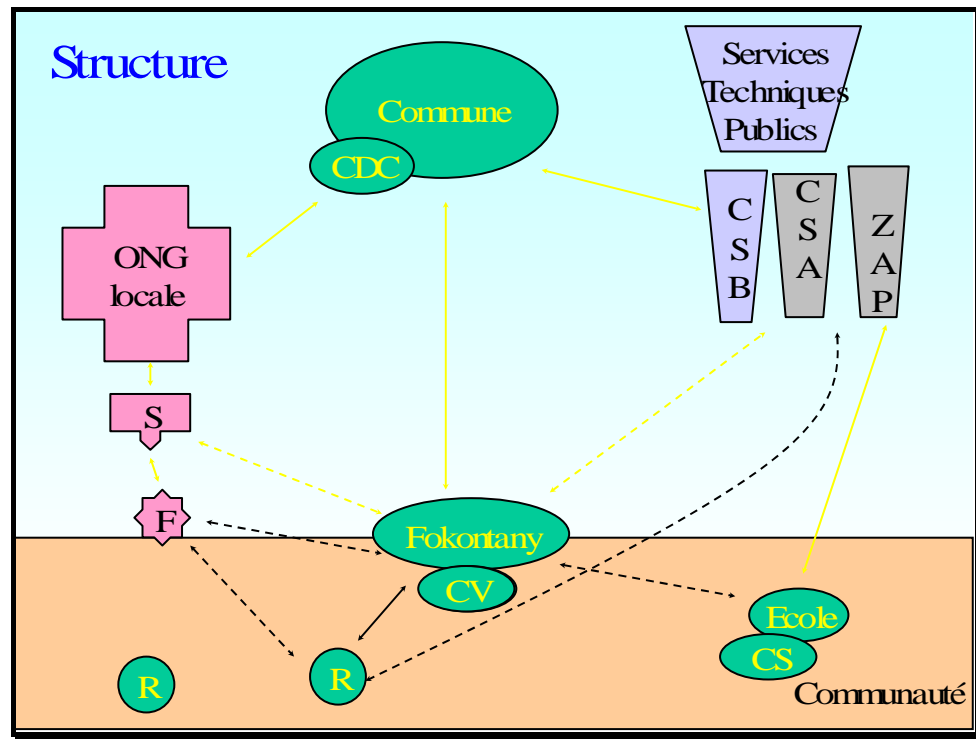 Structure
Services
Techniques
Publics
Commune
CDC
ONG
locale
C
S
B
C
S
A
Z
A
P
S
F
Fokontany
CV
Ecole
CS
R
R
Communauté